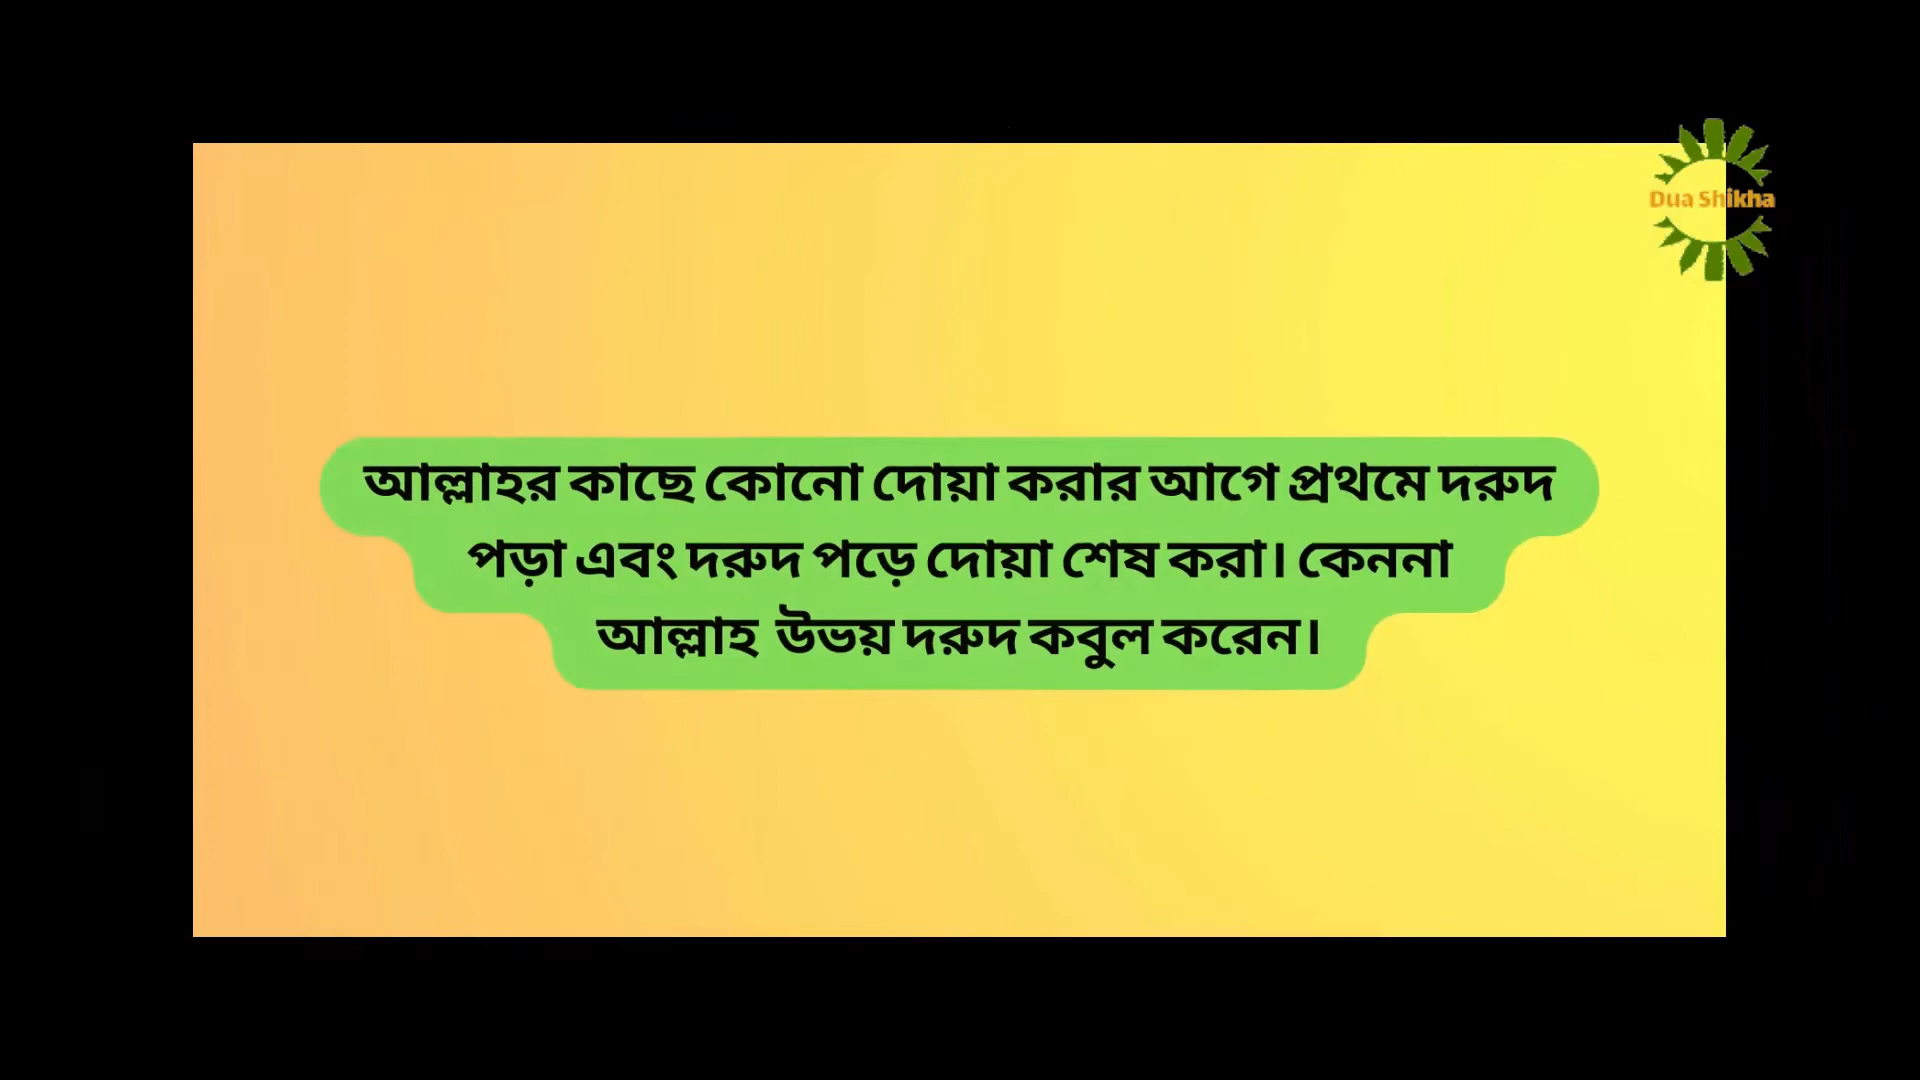 Dua Shikha
আল্লাহর কাছে কোনো দোয়া করার আগে প্রথমে দরুদ
পড়া এবং দরুদ পড়ে দোয়া শেষ করা। কেননা
আল্লাহ উভয় দরুদ কবুল করেন।